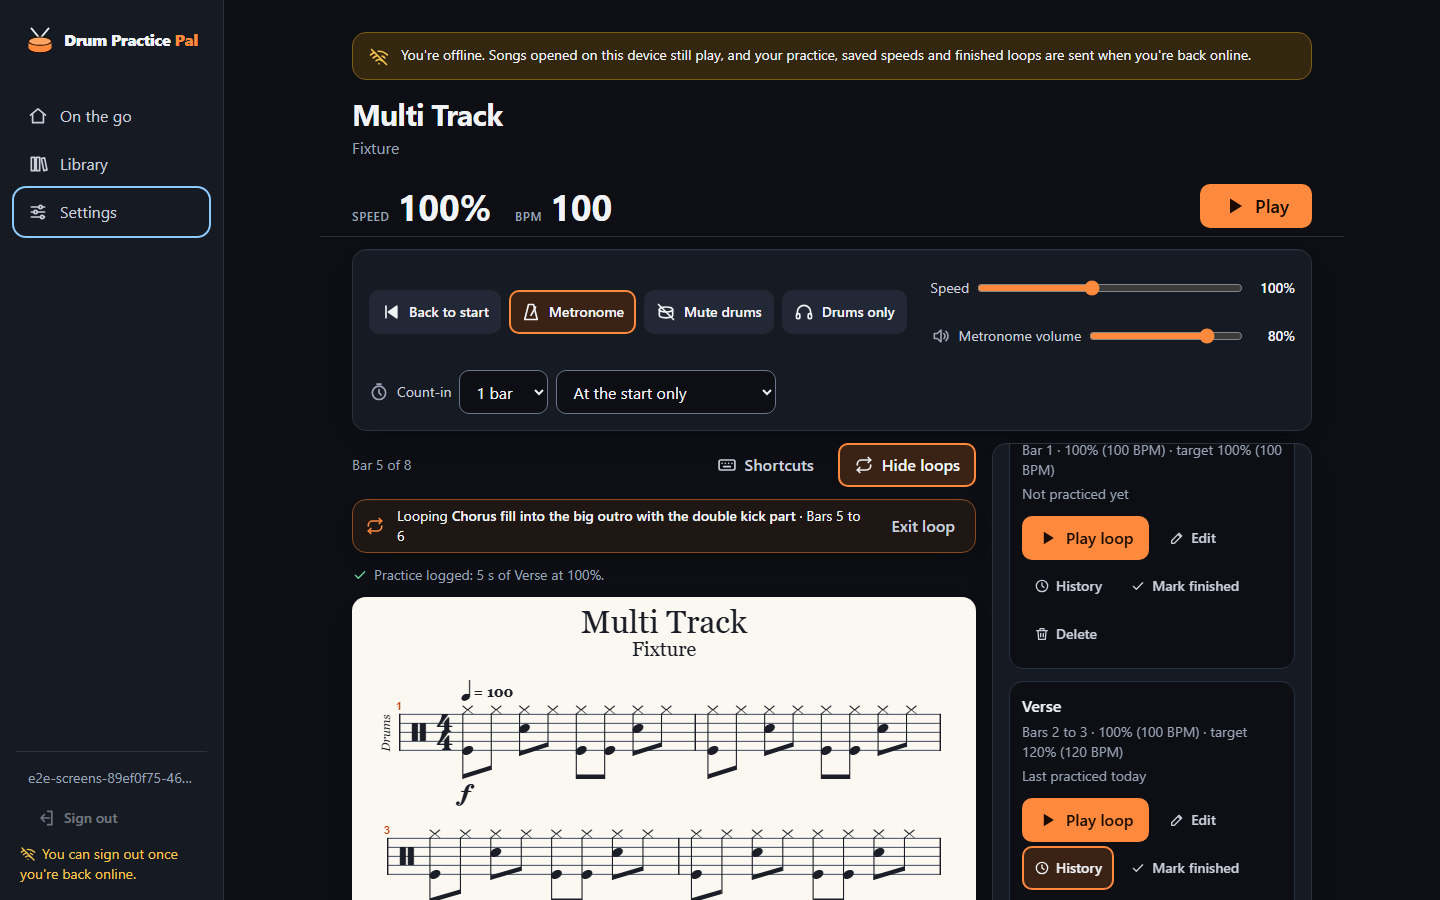 Drum Practice Pal
On the go
Library
Settings
e2e-screens-89ef0f75-46...
Sign out
You can sign out once
you're back online.
You're offline. Songs opened on this device still play, and your practice, saved speeds and finished loops are sent when you're back online.
Multi Track
Fixture
SPEED 100% BPM 100
Play
Back to start
Metronome
Mute drums
Drums only
Speed 100%
Metronome volume 80%
Count-in 1 bar At the start only
Bar 5 of 8
Shortcuts
Hide loops
Looping Chorus fill into the big outro with the double kick part · Bars 5 to
6
Exit loop
Practice logged: 5 s of Verse at 100%.
Multi Track
Fixture
= 100
1
Drums
4
4
f
3
Bar 1 · 100% (100 BPM) · target 100% (100
BPM)
Not practiced yet
Play loop
Edit
History
Mark finished
Delete
Verse
Bars 2 to 3 · 100% (100 BPM) · target
120% (120 BPM)
Last practiced today
Play loop
Edit
History
Mark finished